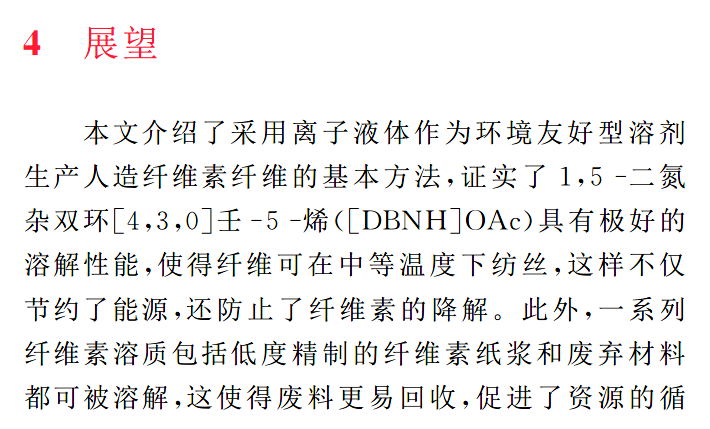 4 展望
本文介绍了采用离子液体作为环境友好型溶剂
生产人造纤维素纤维的基本方法,证实了1,5-二氮
杂双环[4,3,0]壬-5-烯([DBNH]OAc)具有极好的
溶解性能,使得纤维可在中等温度下纺丝,这样不仅
节约了能源,还防止了纤维素的降解。此外,一系列
纤维素溶质包括低度精制的纤维素纸浆和废弃材料
都可被溶解,这使得废料更易回收,促进了资源的循